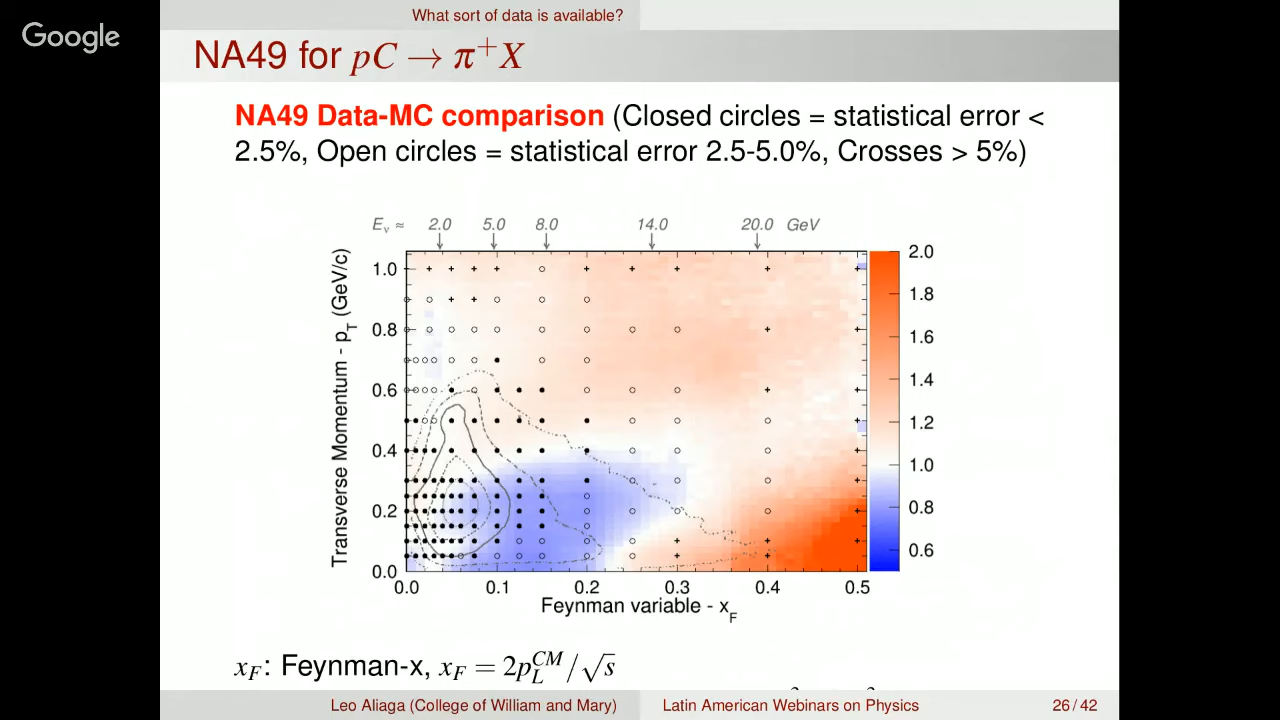 What sort of data is available?
Google
NA49 for pC → π⁺X
NA49 Data-MC comparison (Closed circles = statistical error <
2.5%, Open circles = statistical error 2.5-5.0%, Crosses > 5%)
E_ν ≈ 2.0 5.0 8.0 14.0 20.0 GeV
Transverse Momentum - p_T (GeV/c)
1.0
0.8
0.6
0.4
0.2
0.0
0.0 0.1 0.2 0.3 0.4 0.5
Feynman variable - x_F
2.0
1.8
1.6
1.4
1.2
1.0
0.8
0.6
x_F: Feynman-x, x_F = 2p_L^CM/√s
Leo Aliaga (College of William and Mary) Latin American Webinars on Physics 26 / 42